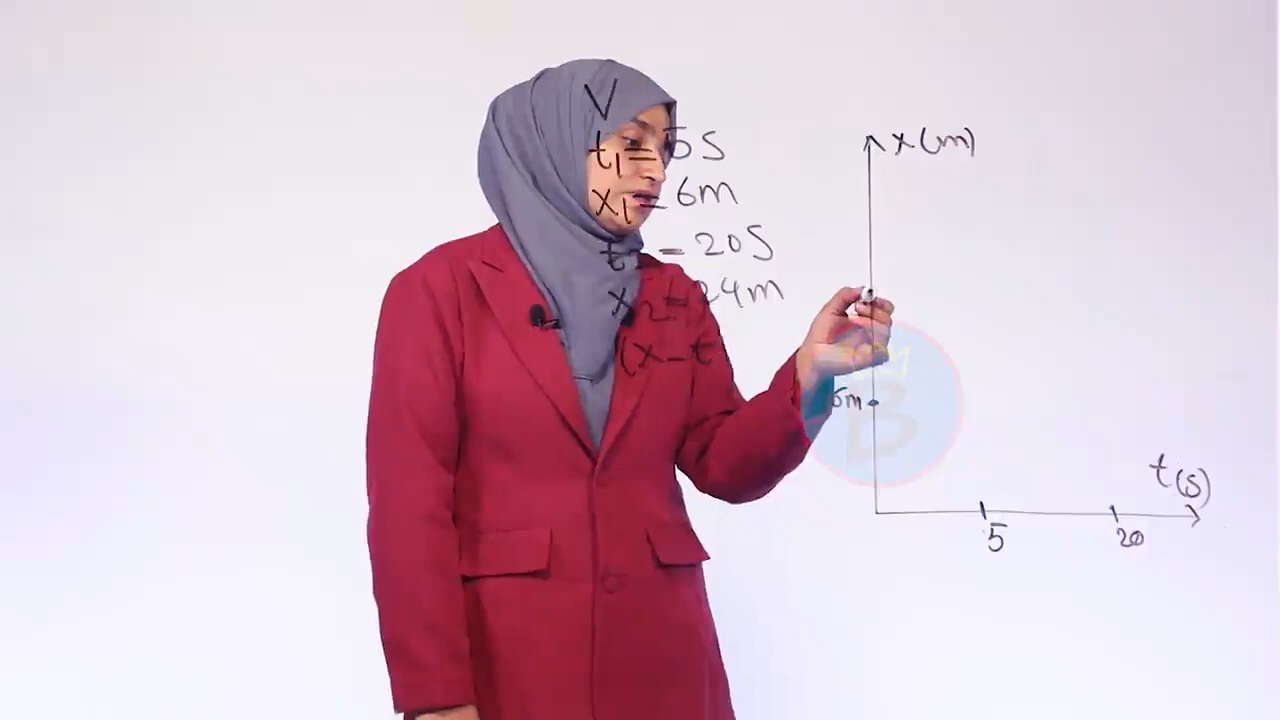 V
t1 = 5S
x1 = 6m
t2 = 20S
x2 = 24m
(x-t
x(m)
6m
t(s)
5
20
B